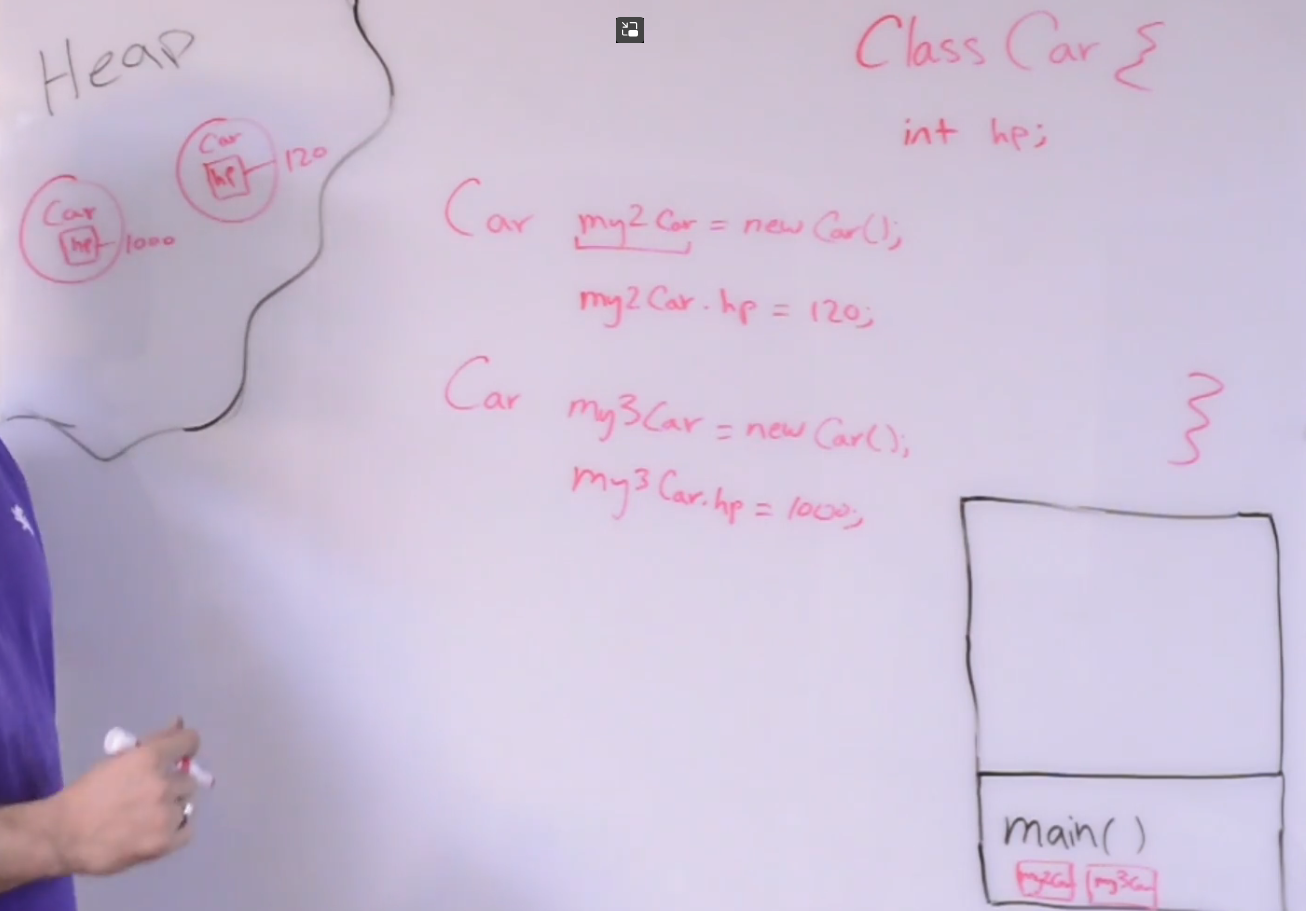 Heap
Car
hp
120
Car
hp
1000
Class Car {
int hp;
Car my2Car = new Car();
my2Car.hp = 120;
Car my3Car = new Car();
my3Car.hp = 1000;
}
main()
my2Car
my3Car